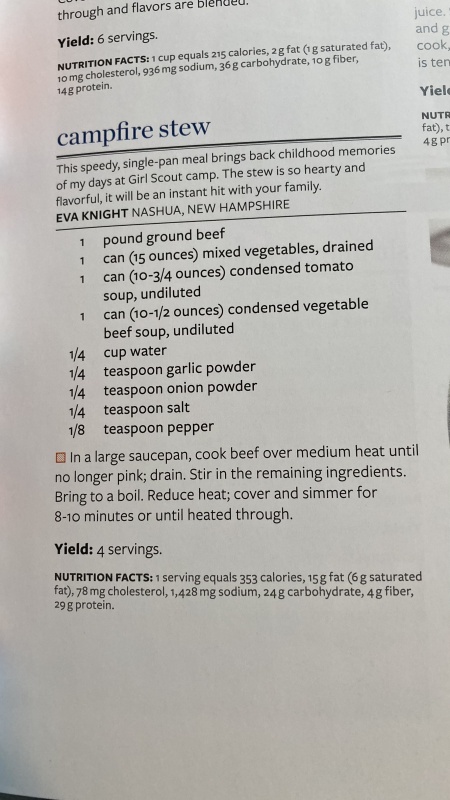 through and flavors are blended.
Yield: 6 servings.
NUTRITION FACTS: 1 cup equals 215 calories, 2 g fat (1 g saturated fat),
10 mg cholesterol, 936 mg sodium, 36 g carbohydrate, 10 g fiber,
14 g protein.
campfire stew
This speedy, single-pan meal brings back childhood memories
of my days at Girl Scout camp. The stew is so hearty and
flavorful, it will be an instant hit with your family.
EVA KNIGHT NASHUA, NEW HAMPSHIRE
1 pound ground beef
1 can (15 ounces) mixed vegetables, drained
1 can (10-3/4 ounces) condensed tomato
soup, undiluted
1 can (10-1/2 ounces) condensed vegetable
beef soup, undiluted
1/4 cup water
1/4 teaspoon garlic powder
1/4 teaspoon onion powder
1/4 teaspoon salt
1/8 teaspoon pepper
In a large saucepan, cook beef over medium heat until
no longer pink; drain. Stir in the remaining ingredients.
Bring to a boil. Reduce heat; cover and simmer for
8-10 minutes or until heated through.
Yield: 4 servings.
NUTRITION FACTS: 1 serving equals 353 calories, 15 g fat (6 g saturated
fat), 78 mg cholesterol, 1,428 mg sodium, 24 g carbohydrate, 4 g fiber,
29 g protein.
juice.
and
cook,
is
fat),
4 g